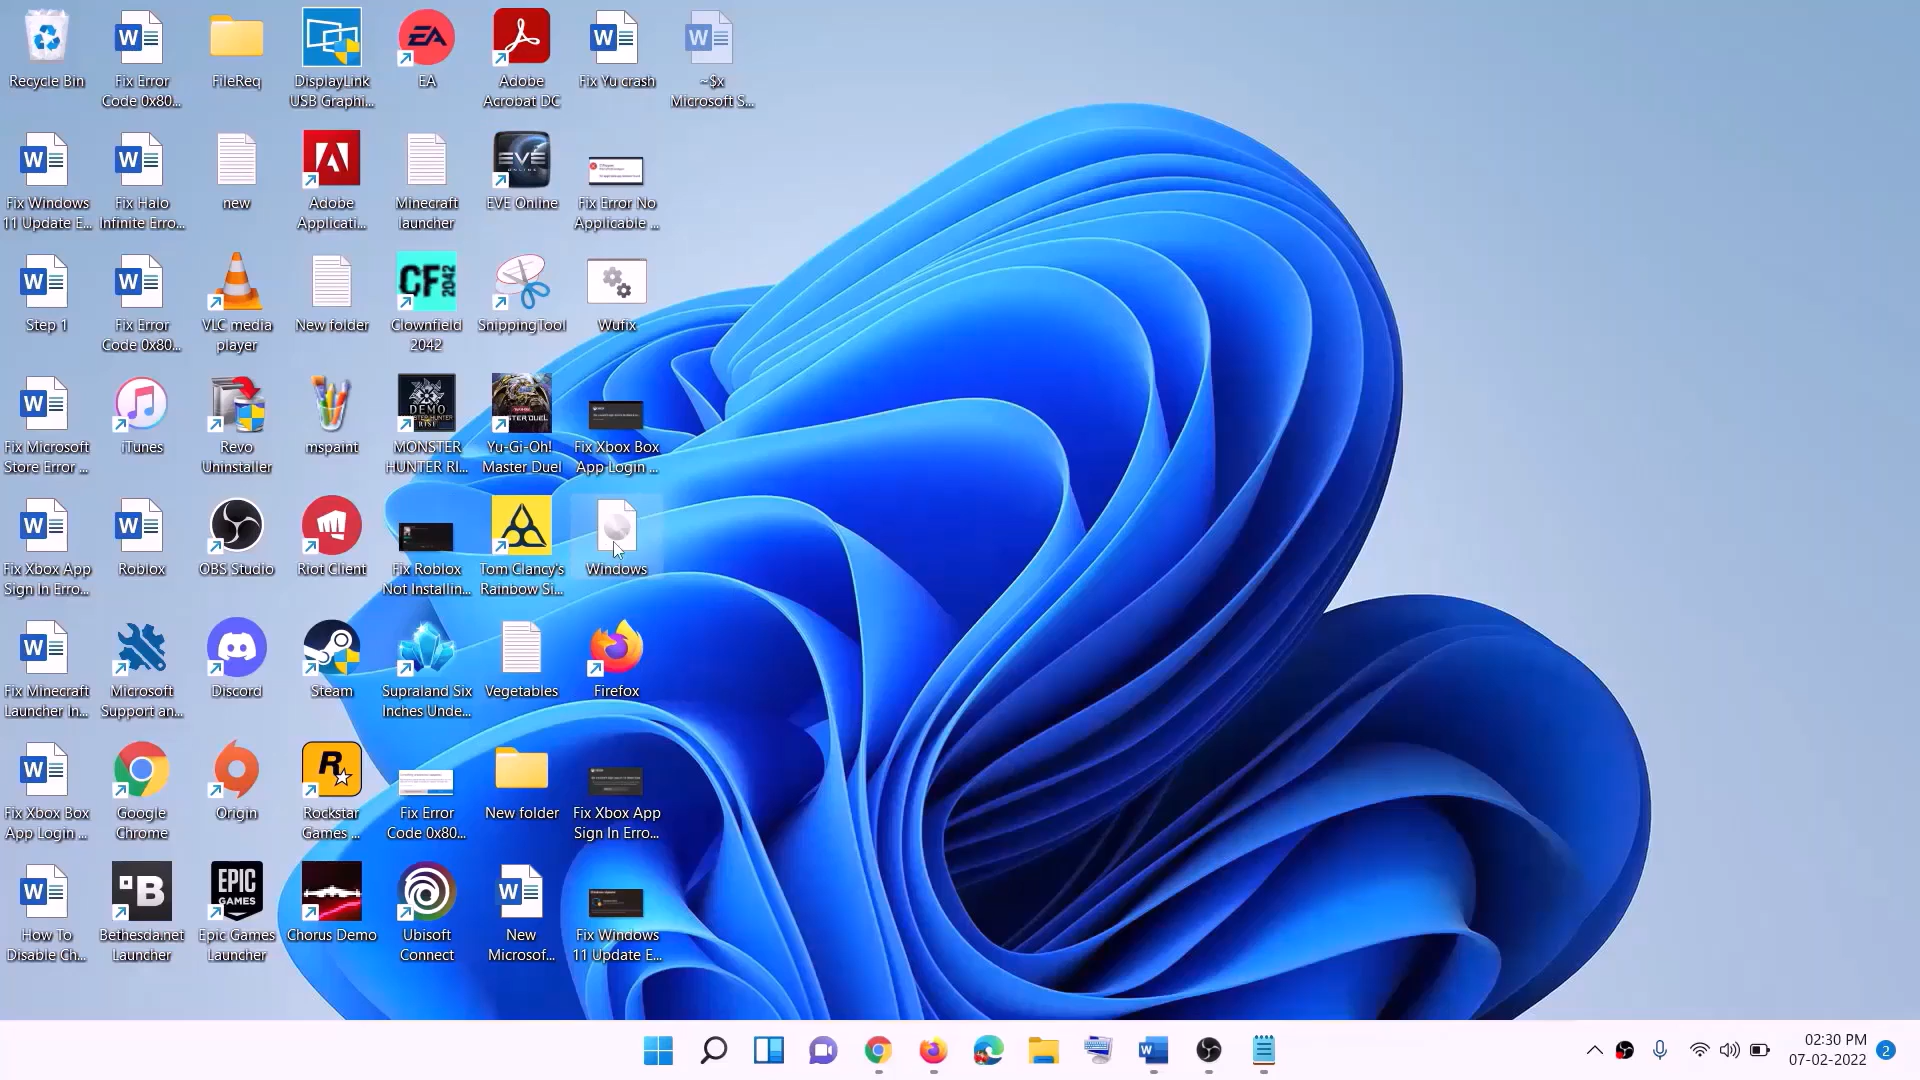 Recycle Bin
Fix Error
Code 0x80...
FileReq
DisplayLink
USB Graphi...
EA
Adobe
Acrobat DC
Fix Yu crash
~$x
Microsoft S...
Fix Windows
11 Update E...
Fix Halo
Infinite Erro...
new
Adobe
Applicati...
Minecraft
launcher
EVE Online
Fix Error No
Applicable ...
Step 1
Fix Error
Code 0x80...
VLC media
player
New folder
CF 2042
Clownfield
2042
SnippingTool
Wufix
Fix Microsoft
Store Error ...
iTunes
Revo
Uninstaller
mspaint
MONSTER
HUNTER RI...
Yu-Gi-Oh!
Master Duel
Fix Xbox Box
App Login ...
Fix Xbox App
Sign In Erro...
Roblox
OBS Studio
Riot Client
Fix Roblox
Not Installin...
Tom Clancy's
Rainbow Si...
Windows
Fix Minecraft
Launcher In...
Microsoft
Support an...
Discord
Steam
Supraland Six
Inches Unde...
Vegetables
Firefox
Fix Xbox Box
App Login ...
Google
Chrome
Origin
Rockstar
Games ...
Fix Error
Code 0x80...
New folder
Fix Xbox App
Sign In Erro...
EPIC
GAMES
How To
Disable Ch...
Bethesda.net
Launcher
Epic Games
Launcher
Chorus Demo
Ubisoft
Connect
New
Microsof...
Fix Windows
11 Update E...
02:30 PM
07-02-2022
2